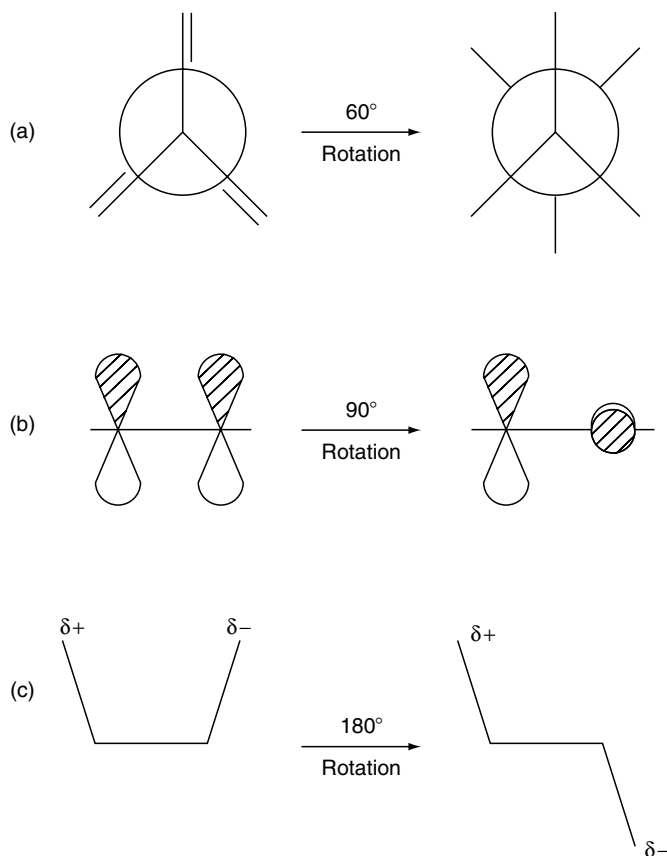 (a)
60°
Rotation
(b)
90°
Rotation
δ+
δ−
δ+
(c)
180°
Rotation
δ−